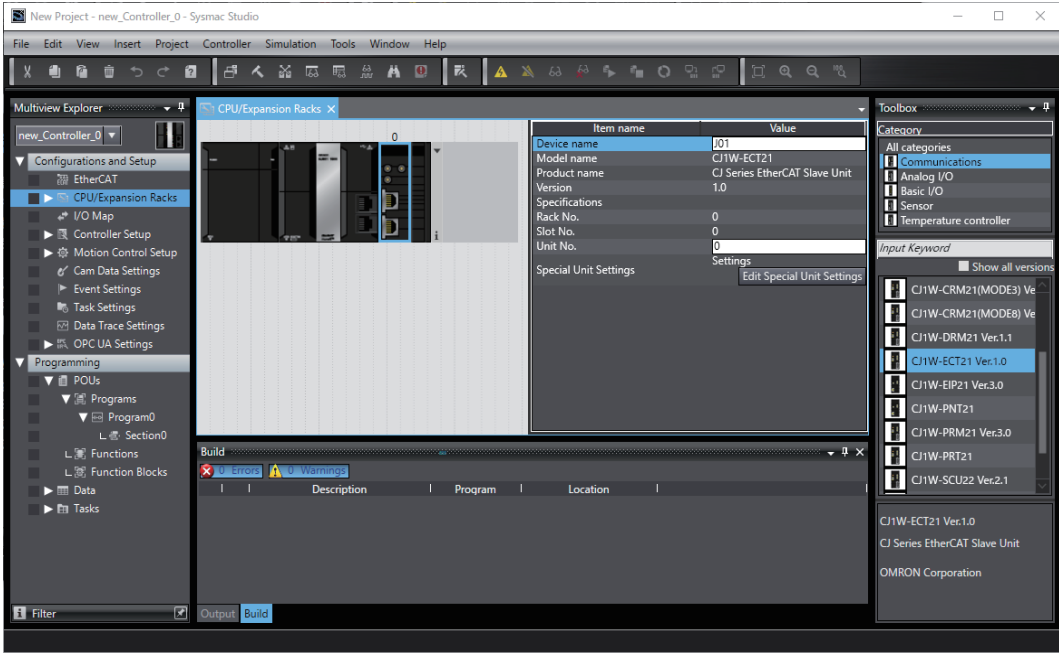 New Project - new_Controller_0 - Sysmac Studio
File Edit View Insert Project Controller Simulation Tools Window Help
Multiview Explorer
new_Controller_0
Configurations and Setup
EtherCAT
CPU/Expansion Racks
I/O Map
Controller Setup
Motion Control Setup
Cam Data Settings
Event Settings
Task Settings
Data Trace Settings
OPC UA Settings
Programming
POUs
Programs
Program0
Section0
Functions
Function Blocks
Data
Tasks
Filter
CPU/Expansion Racks
0
Item name Value
Device name J01
Model name CJ1W-ECT21
Product name CJ Series EtherCAT Slave Unit
Version 1.0
Specifications
Rack No. 0
Slot No. 0
Unit No. 0
Special Unit Settings Settings
Edit Special Unit Settings
Build
0 Errors 0 Warnings
Description Program Location
Output Build
Toolbox
Category
All categories
Communications
Analog I/O
Basic I/O
Sensor
Temperature controller
Input Keyword
Show all versions
CJ1W-CRM21(MODE3) Ve
CJ1W-CRM21(MODE8) Ve
CJ1W-DRM21 Ver.1.1
CJ1W-ECT21 Ver.1.0
CJ1W-EIP21 Ver.3.0
CJ1W-PNT21
CJ1W-PRM21 Ver.3.0
CJ1W-PRT21
CJ1W-SCU22 Ver.2.1
CJ1W-ECT21 Ver.1.0
CJ Series EtherCAT Slave Unit
OMRON Corporation